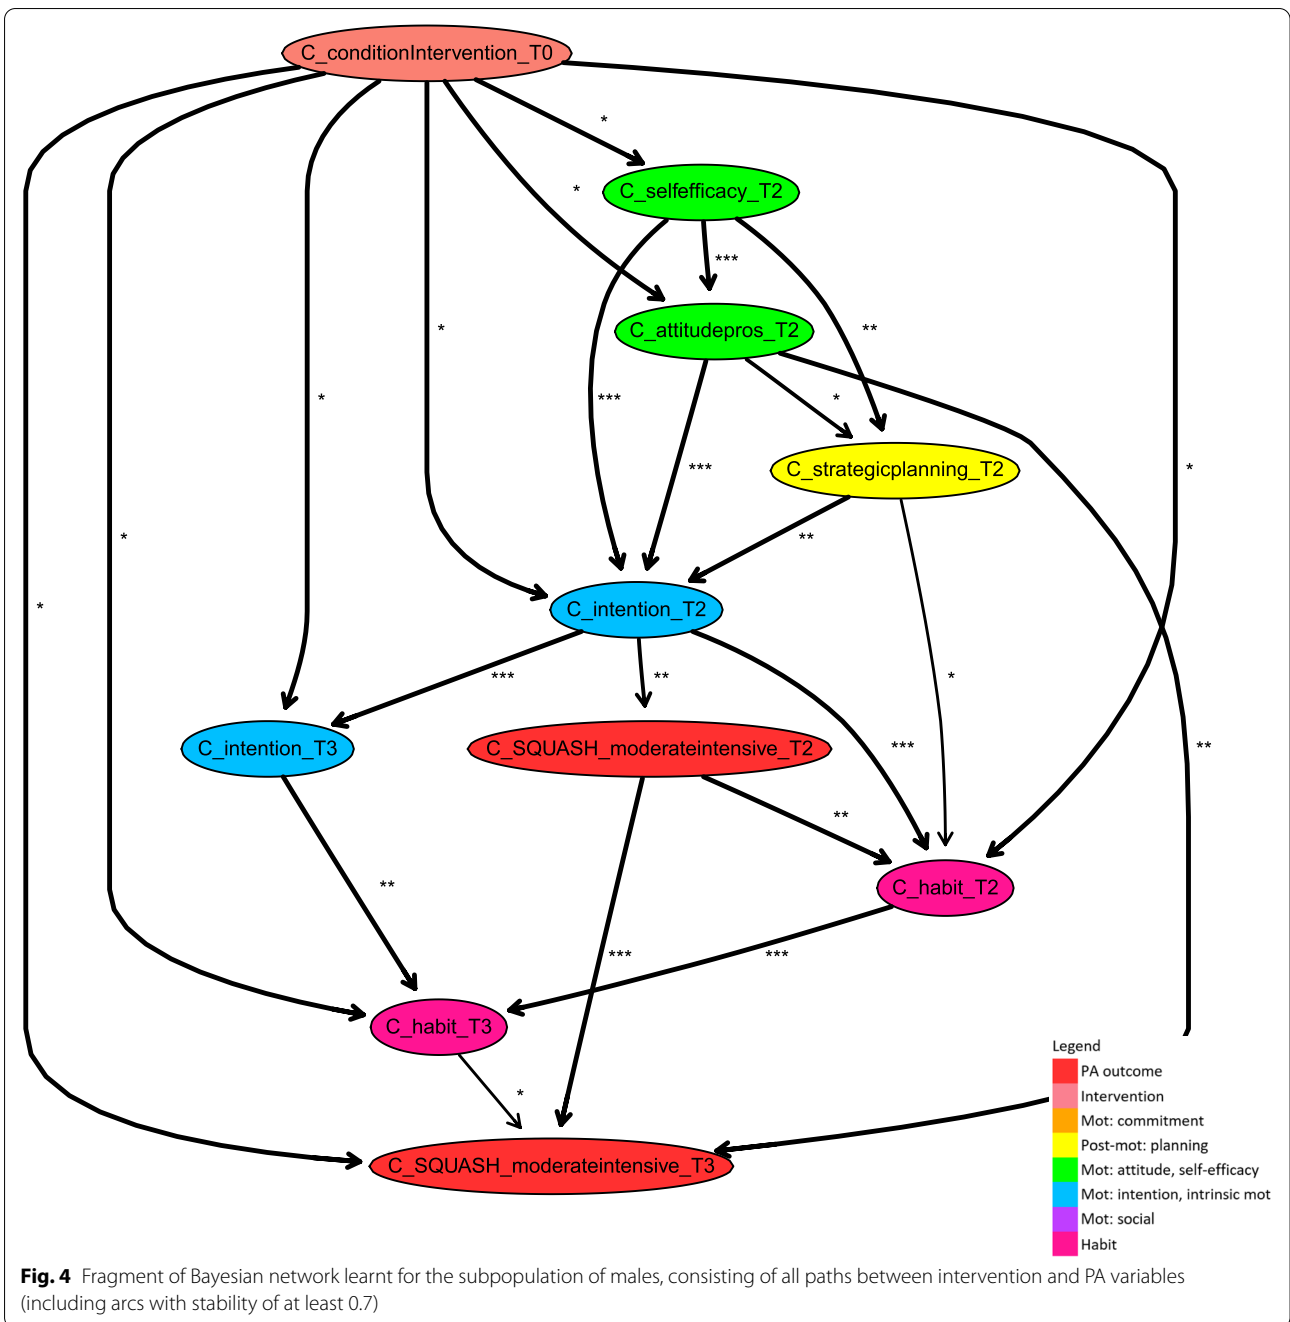 C_conditionIntervention_T0
*
C_selfefficacy_T2
*
***
C_attitudepros_T2
*
**
*
***
*
C_strategicplanning_T2
***
*
*
**
*
C_intention_T2
***
**
*
C_intention_T3
C_SQUASH_moderateintensive_T2
***
**
**
**
C_habit_T2
***
***
C_habit_T3
Legend
PA outcome
*
Intervention
Mot: commitment
Post-mot: planning
C_SQUASH_moderateintensive_T3
Mot: attitude, self-efficacy
Mot: intention, intrinsic mot
Mot: social
Habit
Fig. 4 Fragment of Bayesian network learnt for the subpopulation of males, consisting of all paths between intervention and PA variables
(including arcs with stability of at least 0.7)